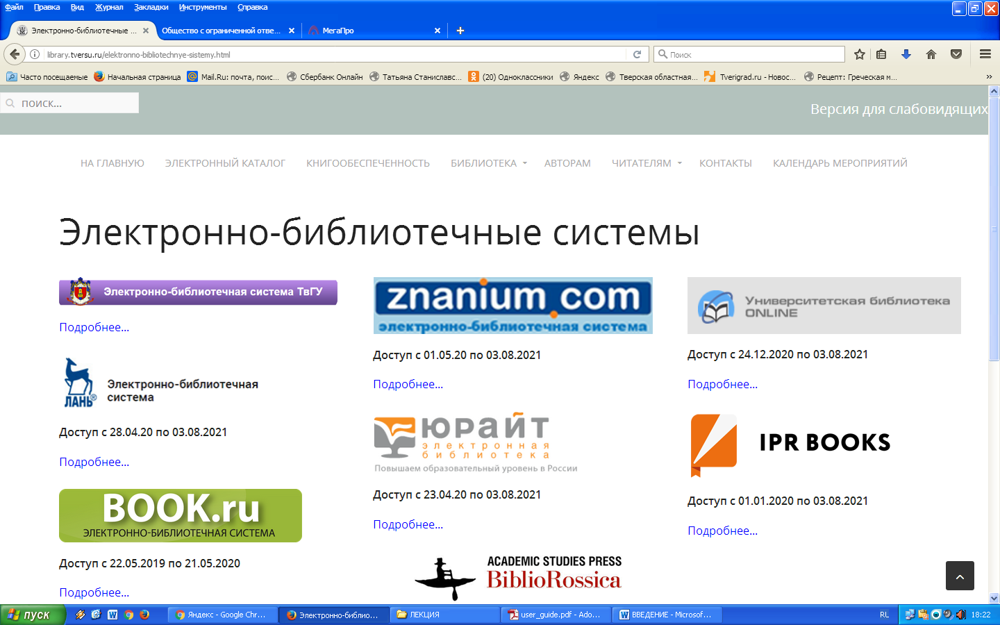 Файл Правка Вид Журнал Закладки Инструменты Справка
Электронно-библиотечные ... Общество с ограниченной отве... МегаПро
library.tversu.ru/elektronno-bibliotechnye-sistemy.html Поиск
Часто посещаемые Начальная страница Mail.Ru: почта, поис... Сбербанк Онлайн Татьяна Станиславс... (20) Одноклассники Яндекс Тверская областная... Tverigrad.ru - Новос... Рецепт: Греческая м...
поиск...
Версия для слабовидящих
НА ГЛАВНУЮ ЭЛЕКТРОННЫЙ КАТАЛОГ КНИГООБЕСПЕЧЕННОСТЬ БИБЛИОТЕКА АВТОРАМ ЧИТАТЕЛЯМ КОНТАКТЫ КАЛЕНДАРЬ МЕРОПРИЯТИЙ
Электронно-библиотечные системы
Электронно-библиотечная система ТвГУ
Подробнее...
ЛАНЬ®
Электронно-библиотечная
система
Доступ с 28.04.20 по 03.08.2021
Подробнее...
BOOK.ru
ЭЛЕКТРОННО-БИБЛИОТЕЧНАЯ СИСТЕМА
Доступ с 22.05.2019 по 21.05.2020
Подробнее...
znanium.com
электронно-библиотечная система
Доступ с 01.05.20 по 03.08.2021
Подробнее...
ЮРАЙТ
электронная
библиотека
Повышаем образовательный уровень в России
Доступ с 23.04.20 по 03.08.2021
Подробнее...
ACADEMIC STUDIES PRESS
BiblioRossica
Университетская библиотека
ONLINE
Доступ с 24.12.2020 по 03.08.2021
Подробнее...
IPR BOOKS
Доступ с 01.01.2020 по 03.08.2021
Подробнее...
пуск Яндекс - Google Chr... Электронно-библио... ЛЕКЦИЯ user_guide.pdf - Ado... ВВЕДЕНИЕ - Microsof... RU 18:22